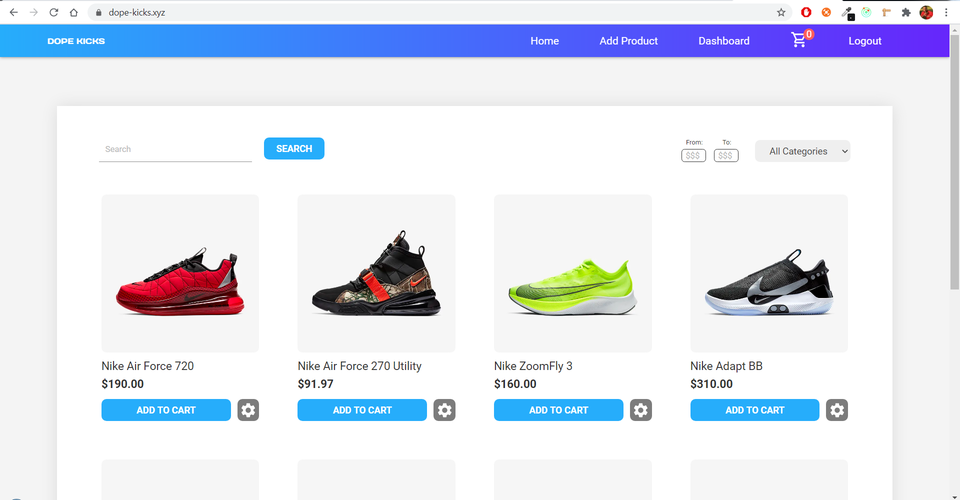 dope-kicks.xyz
DOPE KICKS
Home
Add Product
Dashboard
0
Logout
Search
SEARCH
From:
To:
$$$
$$$
All Categories
Nike Air Force 720
$190.00
ADD TO CART
Nike Air Force 270 Utility
$91.97
ADD TO CART
Nike ZoomFly 3
$160.00
ADD TO CART
Nike Adapt BB
$310.00
ADD TO CART